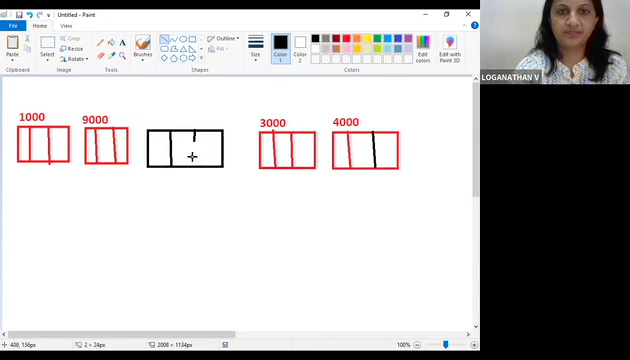 Untitled - Paint
File
Home
View
Paste
Select
Crop
Resize
Rotate
Brushes
Outline
Fill
Size
Color
1
Color
2
Edit
colors
Edit with
Paint 3D
Clipboard
Image
Tools
Shapes
Colors
LOGANATHAN V
1000
9000
3000
4000
408, 136px
2 × 24px
2008 × 1134px
100%